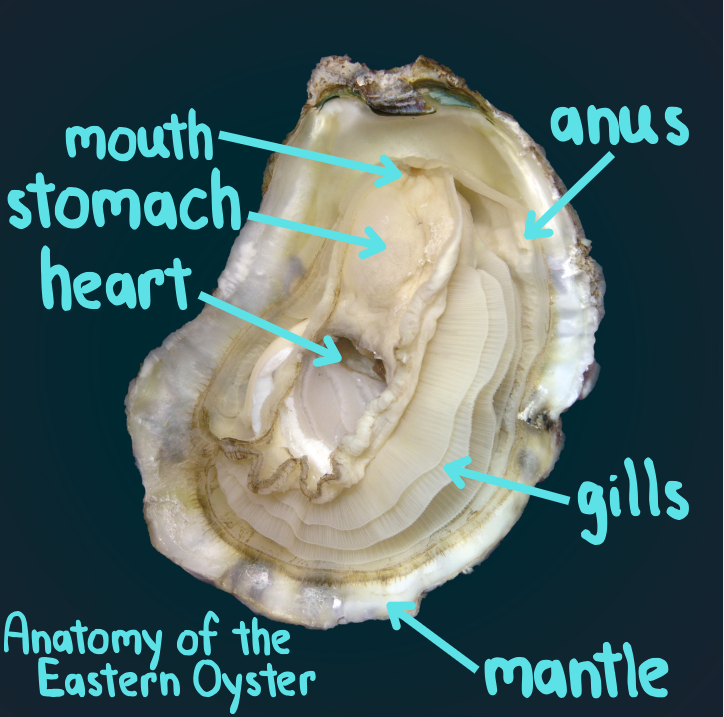 mouth
anus
stomach
heart
gills
Anatomy of the
Eastern Oyster
mantle